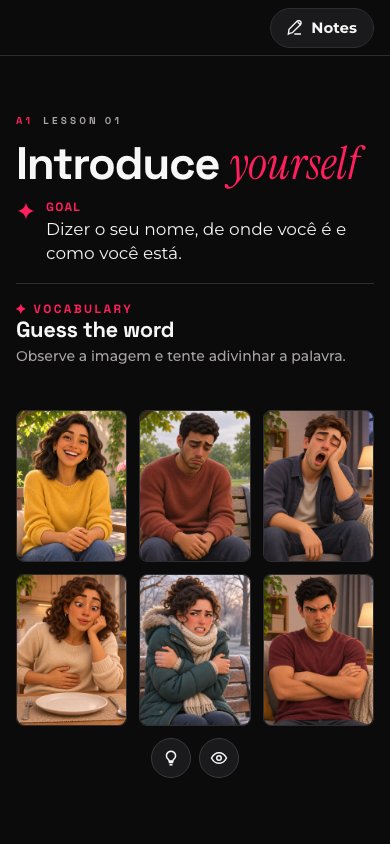 Notes
A1 LESSON 01
Introduce yourself
GOAL
Dizer o seu nome, de onde você é e
como você está.
VOCABULARY
Guess the word
Observe a imagem e tente adivinhar a palavra.